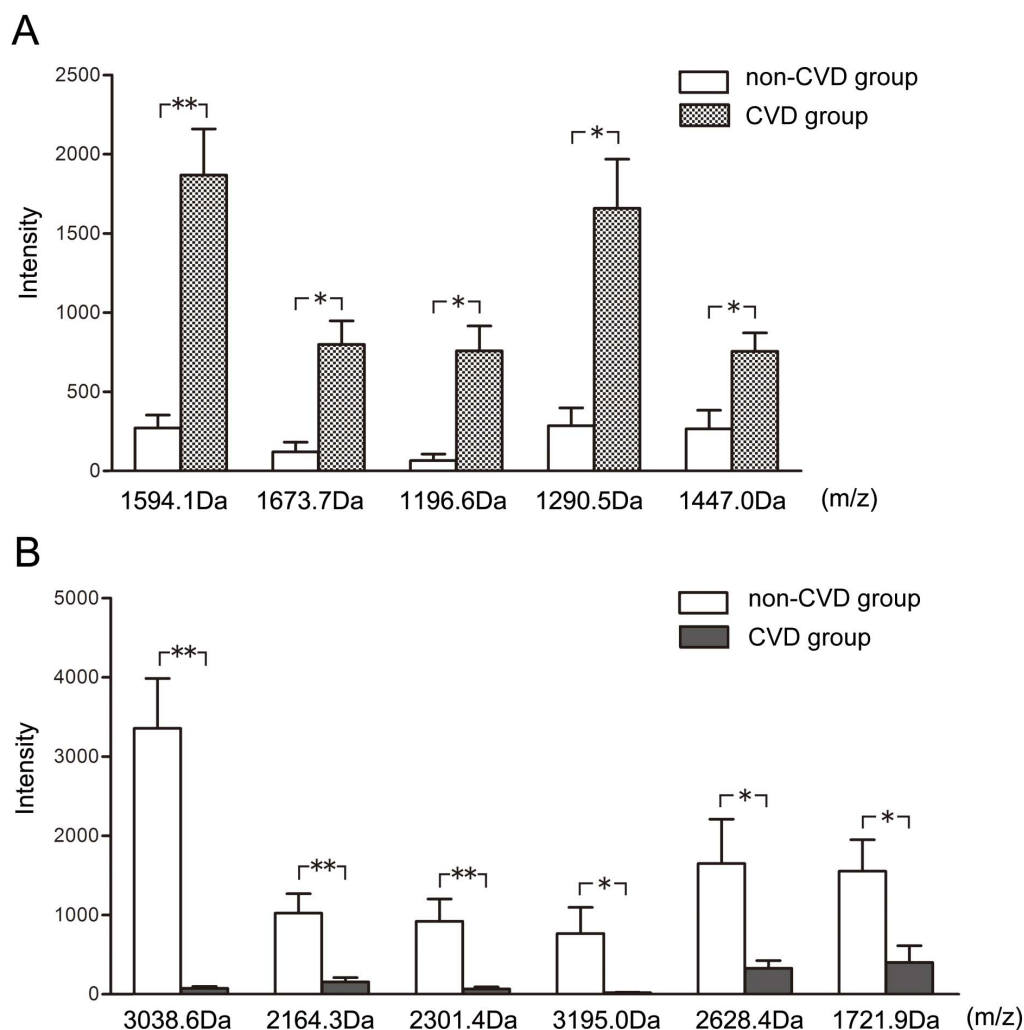 A
2500
2000
1500
1000
500
0
Intensity
non-CVD group
CVD group
**
*
*
*
*
1594.1Da 1673.7Da 1196.6Da 1290.5Da 1447.0Da (m/z)
B
5000
4000
3000
2000
1000
0
Intensity
non-CVD group
CVD group
**
**
**
*
*
*
3038.6Da 2164.3Da 2301.4Da 3195.0Da 2628.4Da 1721.9Da (m/z)